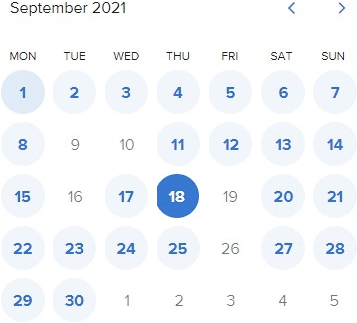 September 2021
MON TUE WED THU FRI SAT SUN
1 2 3 4 5 6 7
8 9 10 11 12 13 14
15 16 17 18 19 20 21
22 23 24 25 26 27 28
29 30 1 2 3 4 5